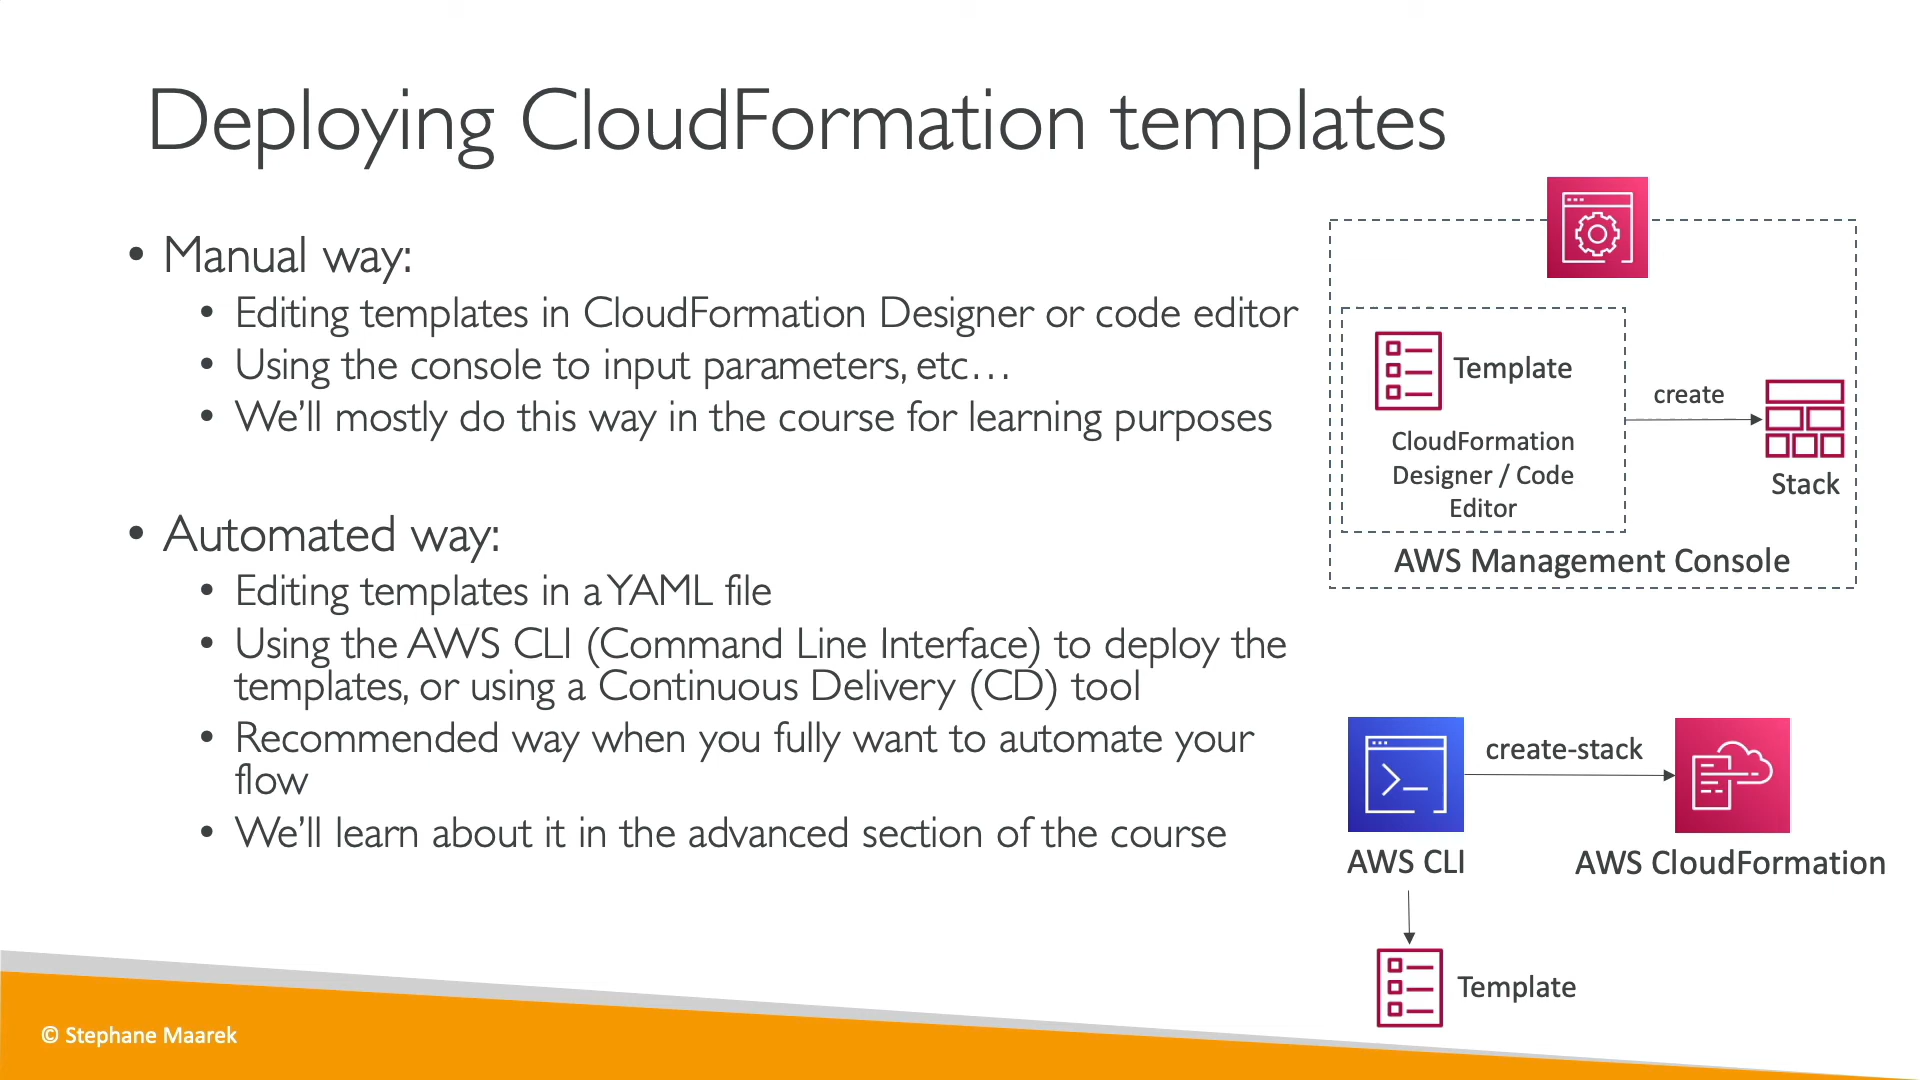 Deploying CloudFormation templates
• Manual way:
• Editing templates in CloudFormation Designer or code editor
• Using the console to input parameters, etc…
• We’ll mostly do this way in the course for learning purposes
• Automated way:
• Editing templates in a YAML file
• Using the AWS CLI (Command Line Interface) to deploy the
templates, or using a Continuous Delivery (CD) tool
• Recommended way when you fully want to automate your
flow
• We’ll learn about it in the advanced section of the course
Template
CloudFormation
Designer / Code
Editor
create
Stack
AWS Management Console
create-stack
AWS CLI
AWS CloudFormation
Template
© Stephane Maarek